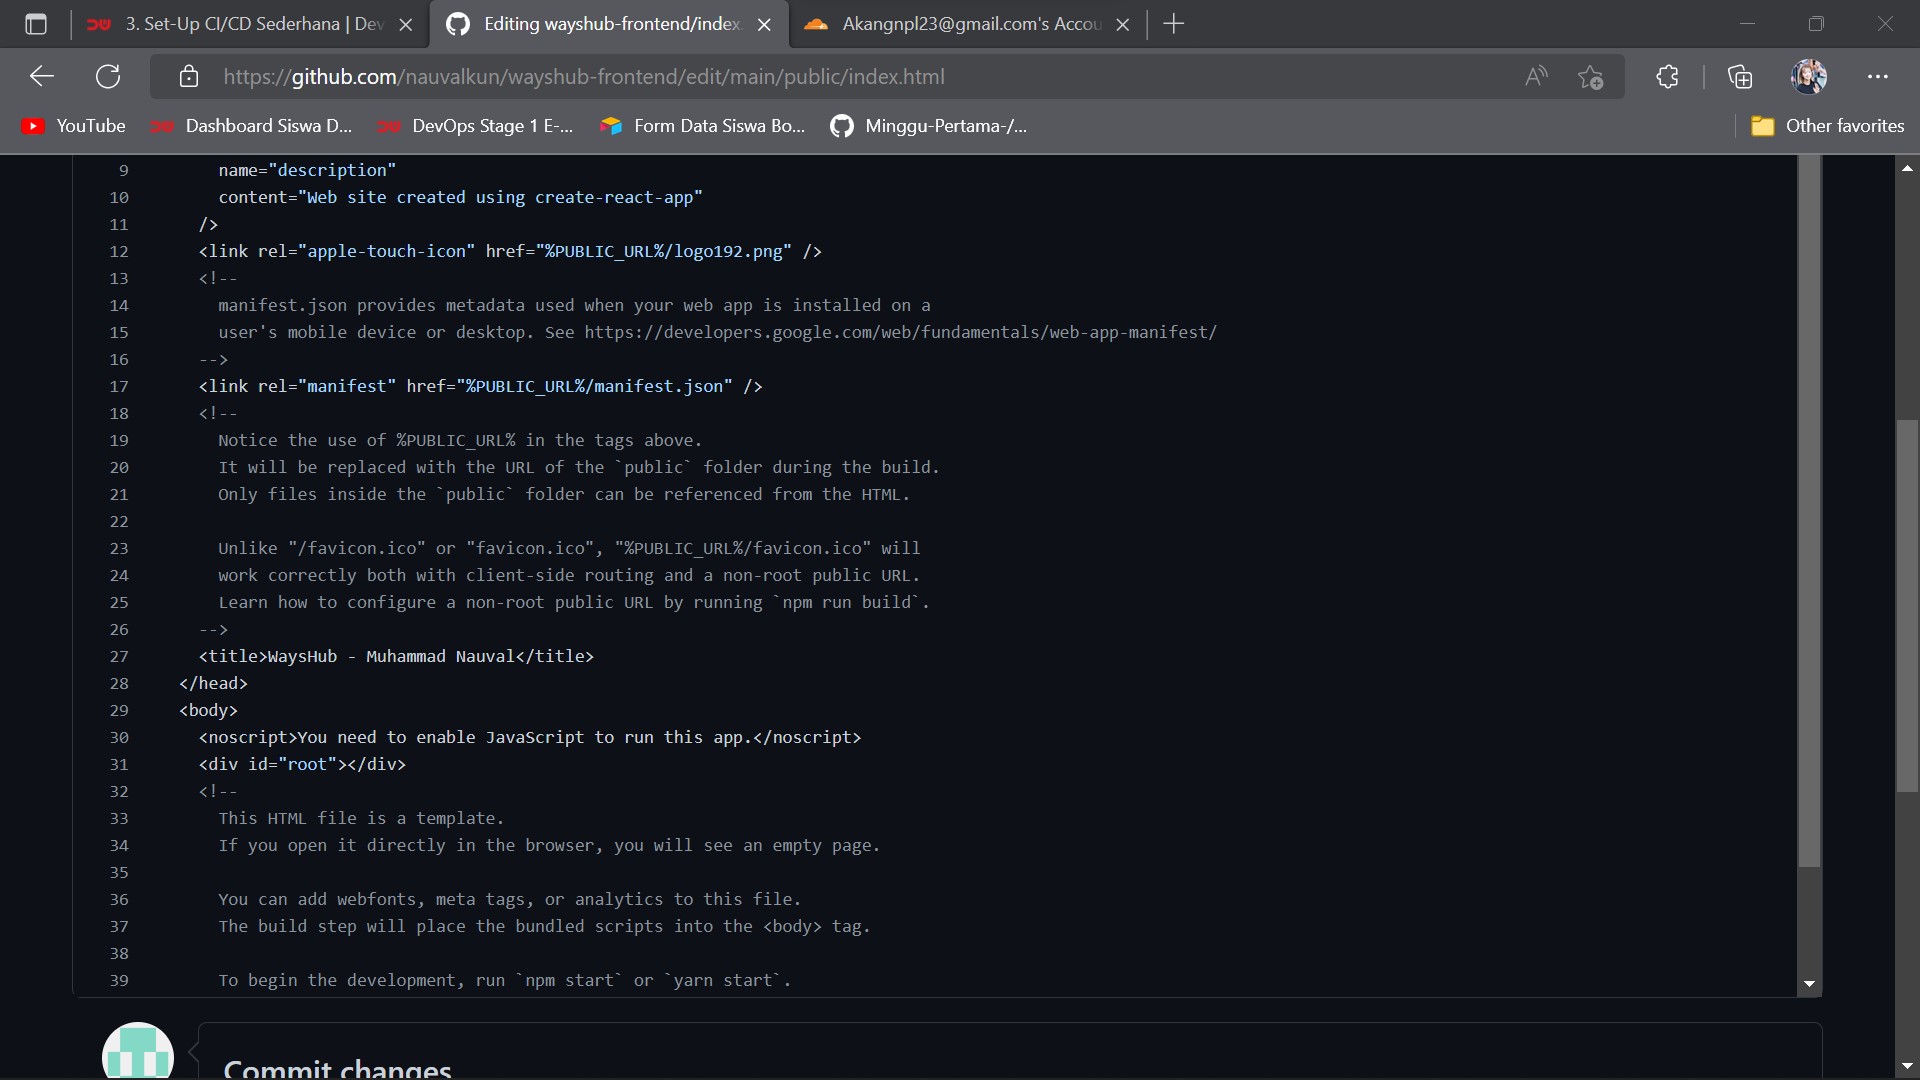 3. Set-Up CI/CD Sederhana | Dev
Editing wayshub-frontend/index.
Akangnpl23@gmail.com's Accou
https://github.com/nauvalkun/wayshub-frontend/edit/main/public/index.html
YouTube
Dashboard Siswa D...
DevOps Stage 1 E-...
Form Data Siswa Bo...
Minggu-Pertama-/...
Other favorites
9 name="description"
10 content="Web site created using create-react-app"
11 />
12 <link rel="apple-touch-icon" href="%PUBLIC_URL%/logo192.png" />
13 <!--
14 manifest.json provides metadata used when your web app is installed on a
15 user's mobile device or desktop. See https://developers.google.com/web/fundamentals/web-app-manifest/
16 -->
17 <link rel="manifest" href="%PUBLIC_URL%/manifest.json" />
18 <!--
19 Notice the use of %PUBLIC_URL% in the tags above.
20 It will be replaced with the URL of the `public` folder during the build.
21 Only files inside the `public` folder can be referenced from the HTML.
22
23 Unlike "/favicon.ico" or "favicon.ico", "%PUBLIC_URL%/favicon.ico" will
24 work correctly both with client-side routing and a non-root public URL.
25 Learn how to configure a non-root public URL by running `npm run build`.
26 -->
27 <title>WaysHub - Muhammad Nauval</title>
28 </head>
29 <body>
30 <noscript>You need to enable JavaScript to run this app.</noscript>
31 <div id="root"></div>
32 <!--
33 This HTML file is a template.
34 If you open it directly in the browser, you will see an empty page.
35
36 You can add webfonts, meta tags, or analytics to this file.
37 The build step will place the bundled scripts into the <body> tag.
38
39 To begin the development, run `npm start` or `yarn start`.
Commit changes